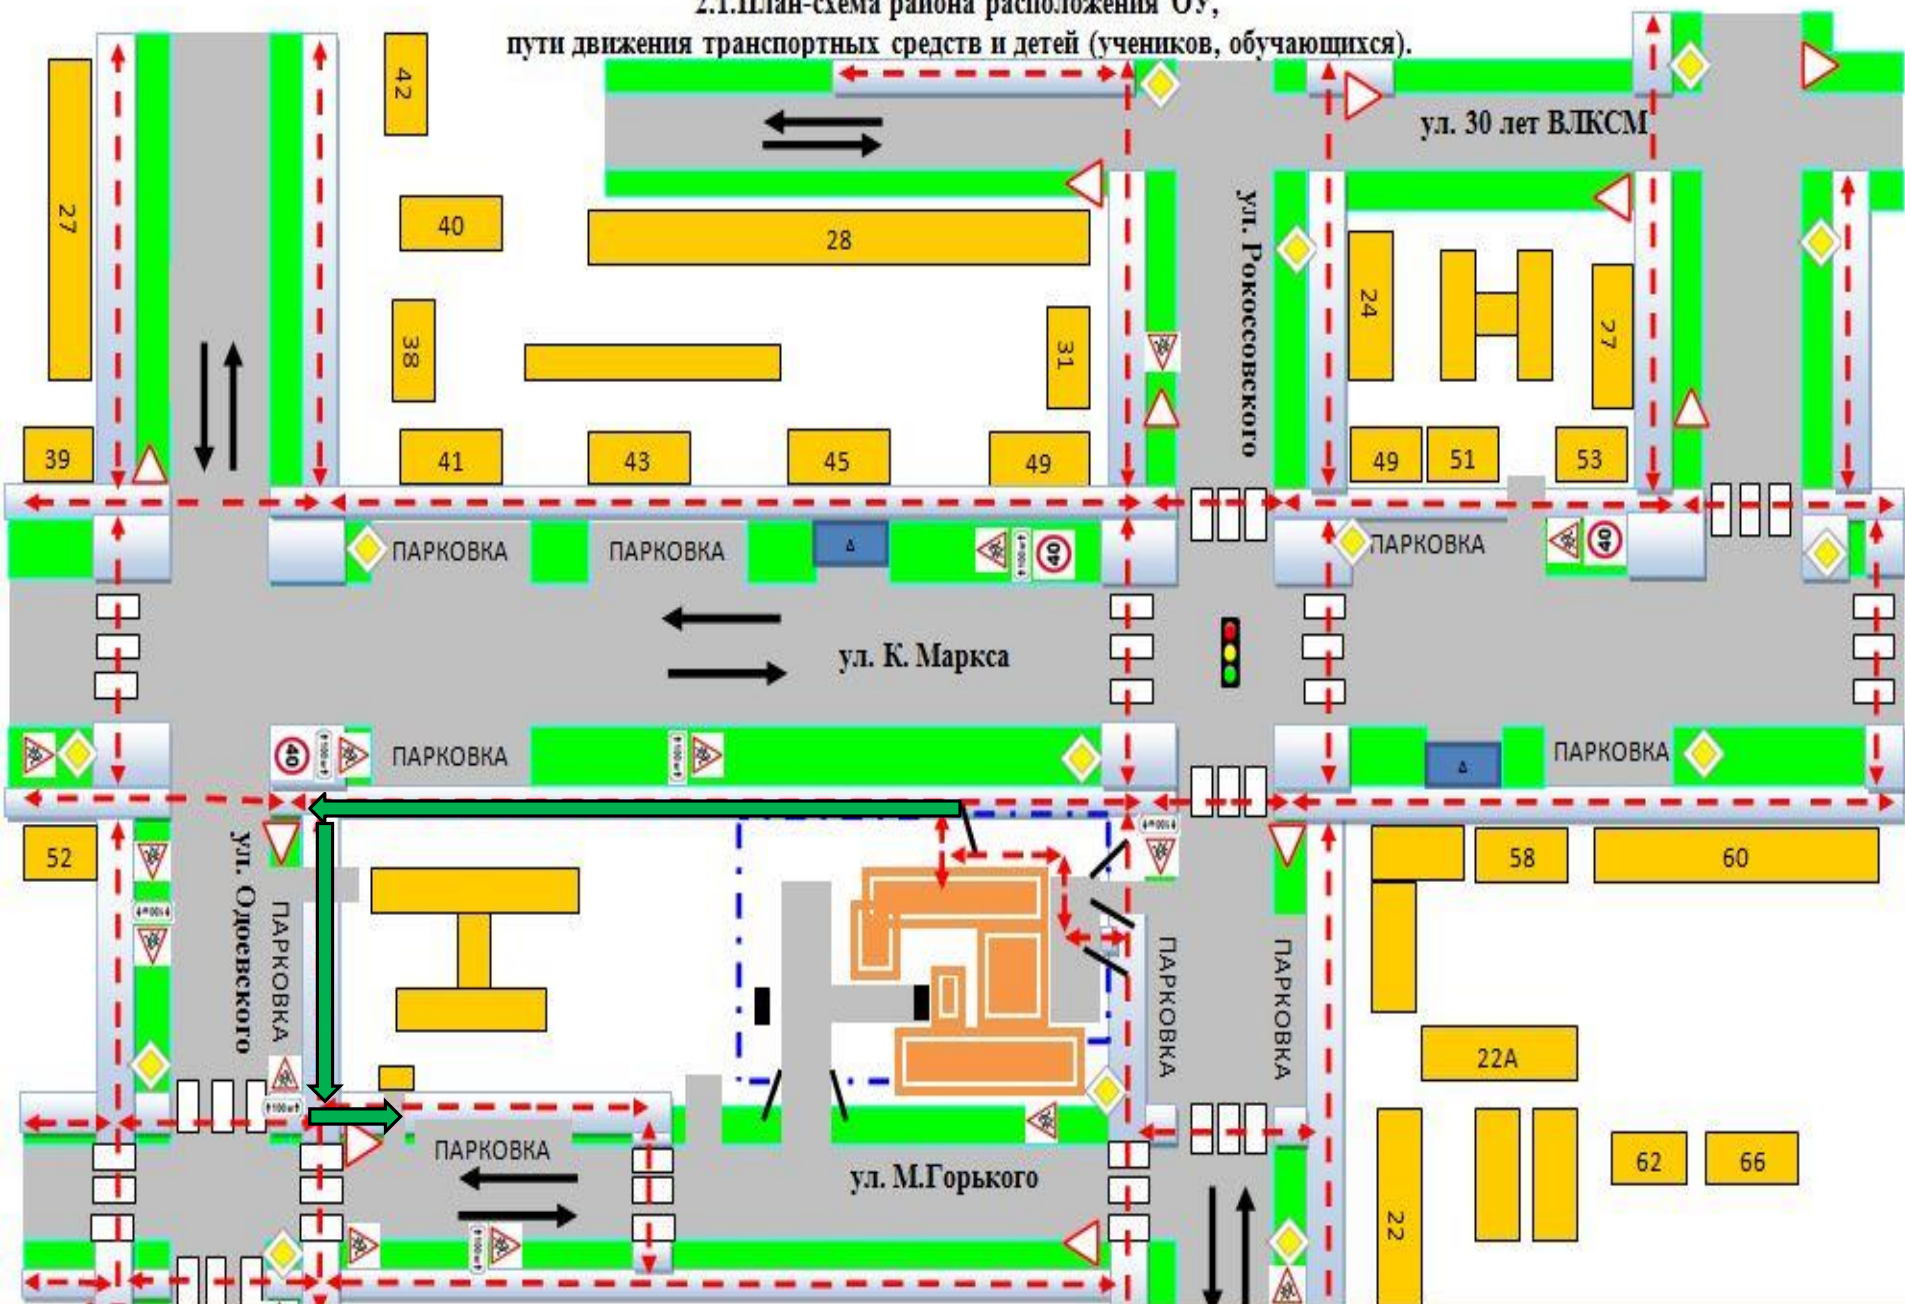 2.1.План-схема района расположения ОУ,
пути движения транспортных средств и детей (учеников, обучающихся).
ул. 30 лет ВЛКСМ
42
27
40
28
ул. Рокоссовского
24
27
38
31
39
41
43
45
49
49
51
53
ПАРКОВКА
ПАРКОВКА
Δ
40
ПАРКОВКА
40
ул. К. Маркса
40
ПАРКОВКА
Δ
ПАРКОВКА
52
ул. Одоевского
ПАРКОВКА
58
60
ПАРКОВКА
ПАРКОВКА
22А
ПАРКОВКА
ул. М.Горького
62
66
22